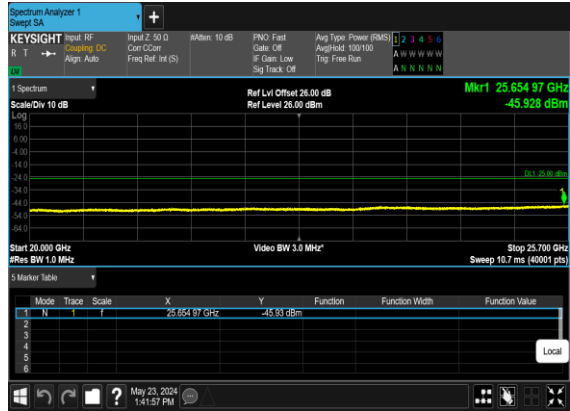 Spectrum Analyzer 1
Swept SA
+
KEYSIGHT
R T
LXI
Input: RF
Coupling: DC
Align: Auto
Input Z: 50 Ω
Corr CCorr
Freq Ref: Int (S)
#Atten: 10 dB
PNO: Fast
Gate: Off
IF Gain: Low
Sig Track: Off
Avg Type: Power (RMS)
Avg|Hold: 100/100
Trig: Free Run
1 2 3 4 5 6
A W W W W W
A N N N N N
1 Spectrum
Scale/Div 10 dB
Log
Ref Lvl Offset 26.00 dB
Ref Level 26.00 dBm
Mkr1 25.654 97 GHz
-45.928 dBm
16.0
6.00
-4.00
-14.0
-24.0
-34.0
-44.0
-54.0
-64.0
DL1 -25.00 dBm
1
Start 20.000 GHz
#Res BW 1.0 MHz
Video BW 3.0 MHz*
Stop 25.700 GHz
Sweep 10.7 ms (40001 pts)
5 Marker Table
Mode Trace Scale X Y Function Function Width Function Value
1 N 1 f 25.654 97 GHz -45.93 dBm
2
3
4
5
6
Local
?
May 23, 2024
1:41:57 PM